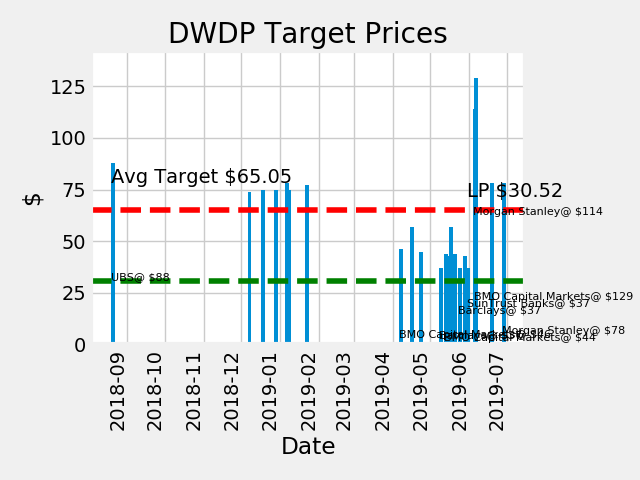 DWDP Target Prices
$
125
100
75
50
25
0
Avg Target $65.05
LP $30.52
Morgan Stanley@ $114
UBS@ $88
BMO Capital Markets@ $129
SunTrust Banks@ $37
Barclays@ $37
Morgan Stanley@ $78
BMO Capital Markets@
Capital Markets@ $44
2018-09
2018-10
2018-11
2018-12
2019-01
2019-02
2019-03
2019-04
2019-05
2019-06
2019-07
Date